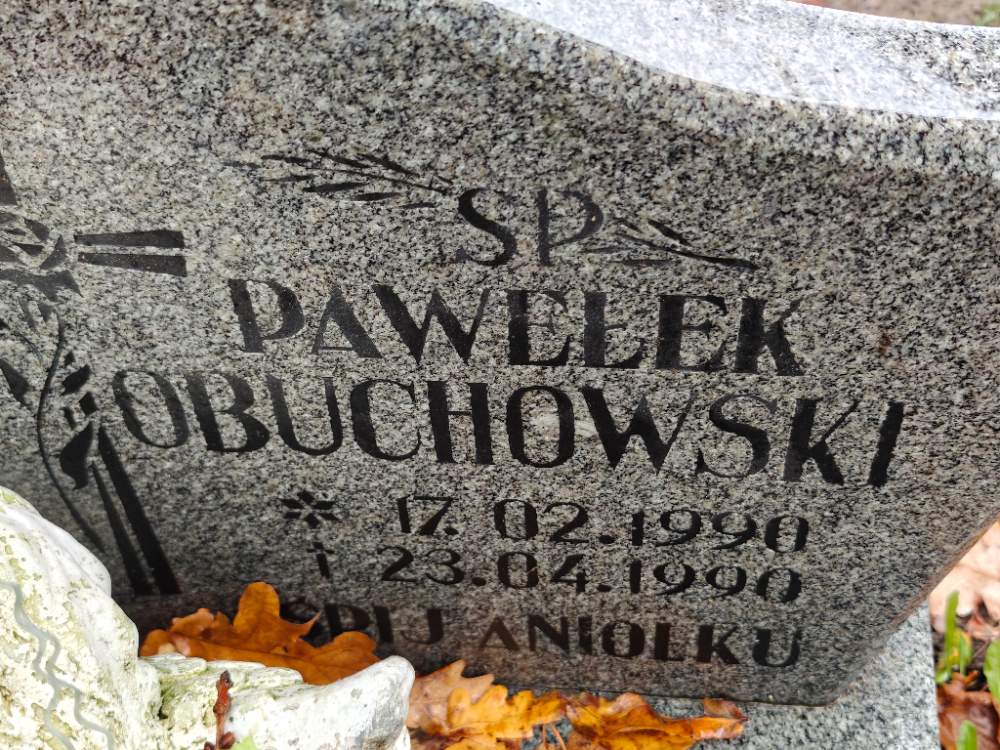 SP
PAWEŁEK
OBUCHOWSKI
* 17.02.1990
† 23.04.1990
ŚPIJ ANIOŁKU